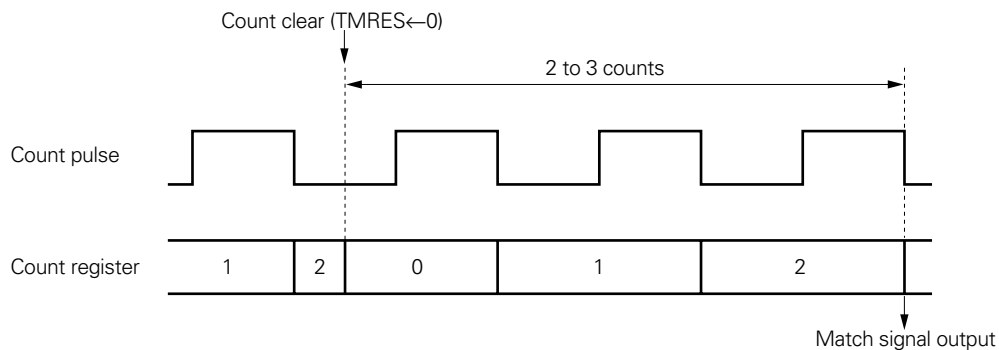 Count clear (TMRES←0)
2 to 3 counts
Count pulse
Count register 1 2 0 1 2
Match signal output